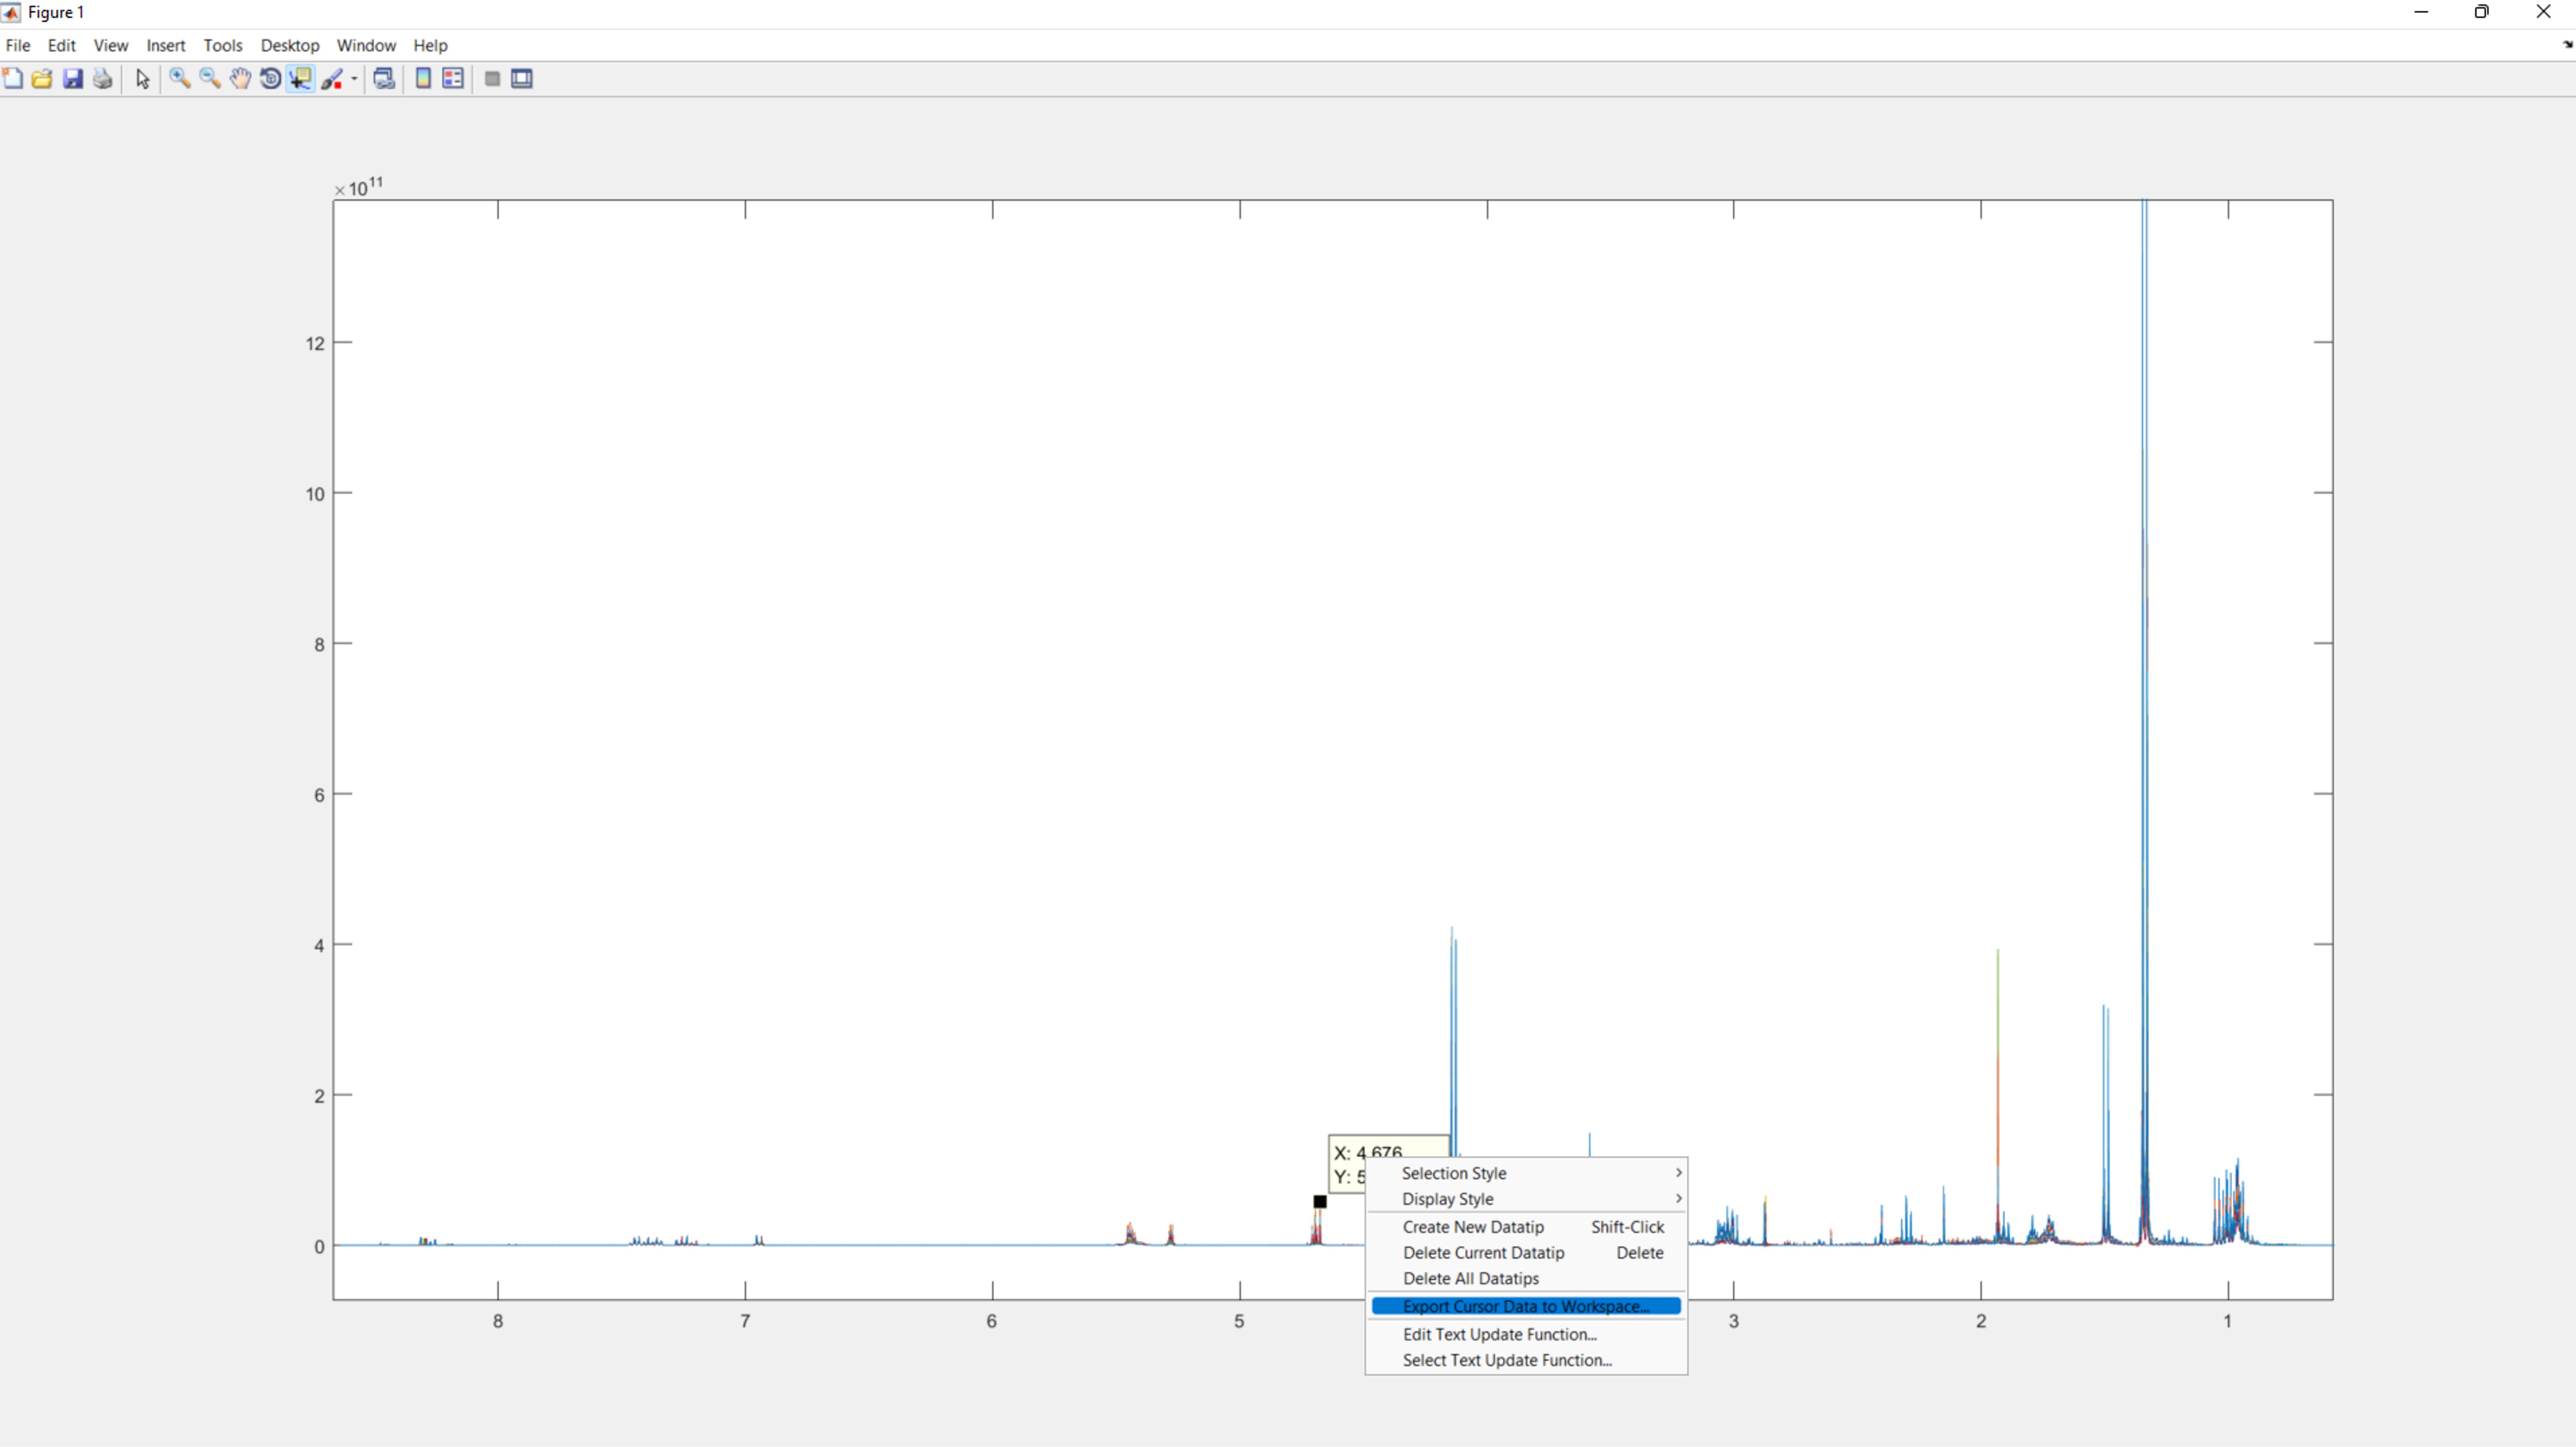 Figure 1
File Edit View Insert Tools Desktop Window Help
×10^11
12
10
8
6
4
2
0
8 7 6 5 3 2 1
X: 4.676
Y: 5
Selection Style
Display Style
Create New Datatip Shift-Click
Delete Current Datatip Delete
Delete All Datatips
Export Cursor Data to Workspace...
Edit Text Update Function...
Select Text Update Function...